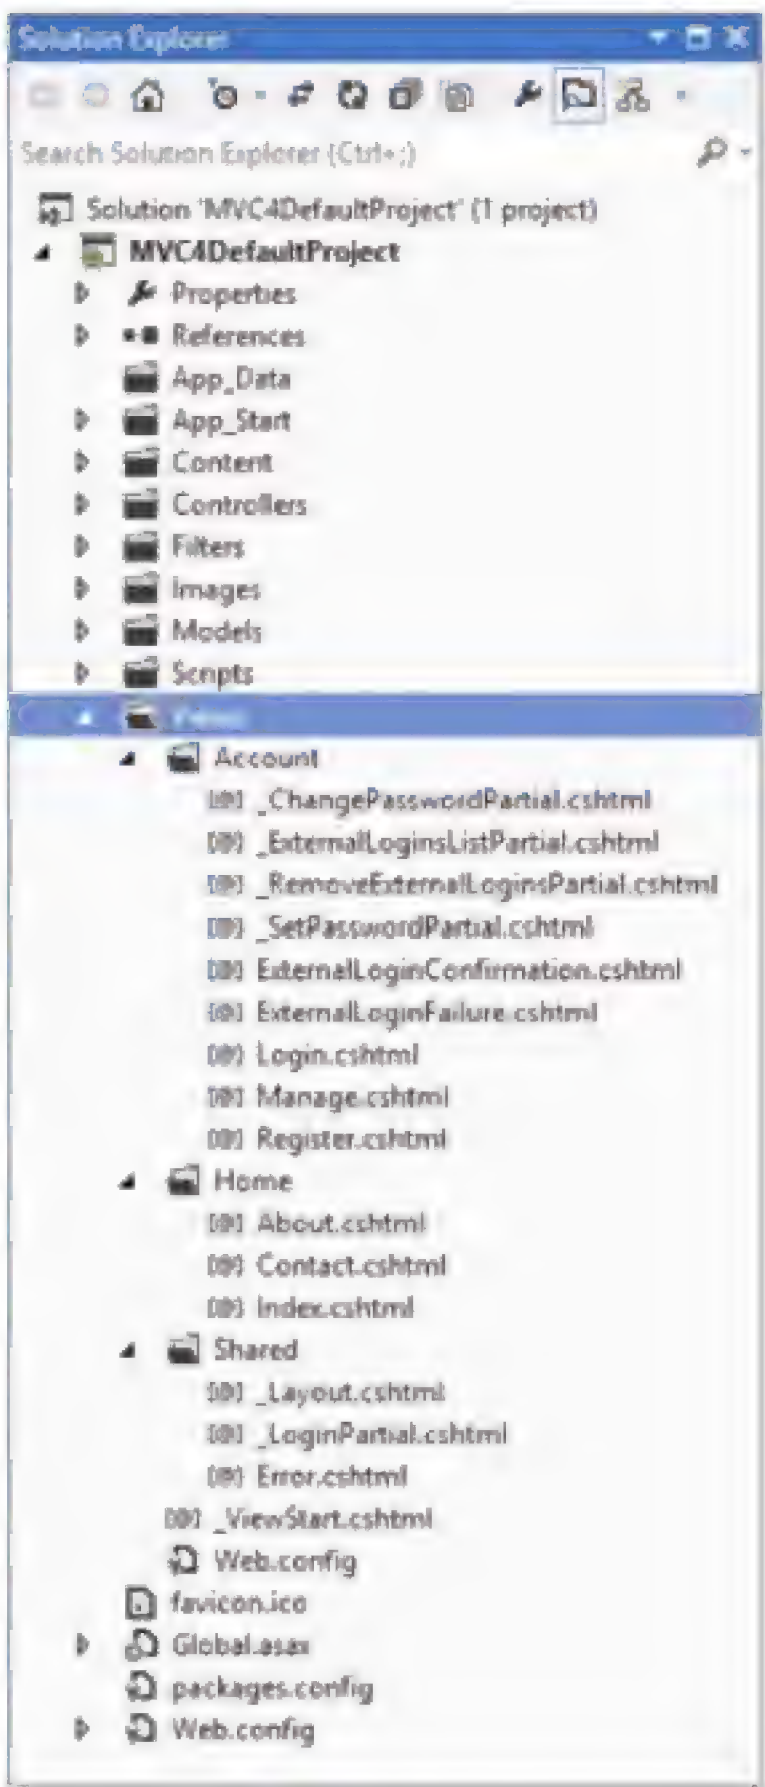 Solution Explorer
Search Solution Explorer (Ctrl+;)
Solution 'MVC4DefaultProject' (1 project)
MVC4DefaultProject
Properties
References
App_Data
App_Start
Content
Controllers
Filters
Images
Models
Scripts
Views
Account
_ChangePasswordPartial.cshtml
_ExternalLoginsListPartial.cshtml
_RemoveExternalLoginsPartial.cshtml
_SetPasswordPartial.cshtml
ExternalLoginConfirmation.cshtml
ExternalLoginFailure.cshtml
Login.cshtml
Manage.cshtml
Register.cshtml
Home
About.cshtml
Contact.cshtml
Index.cshtml
Shared
_Layout.cshtml
_LoginPartial.cshtml
Error.cshtml
_ViewStart.cshtml
Web.config
favicon.ico
Global.asax
packages.config
Web.config